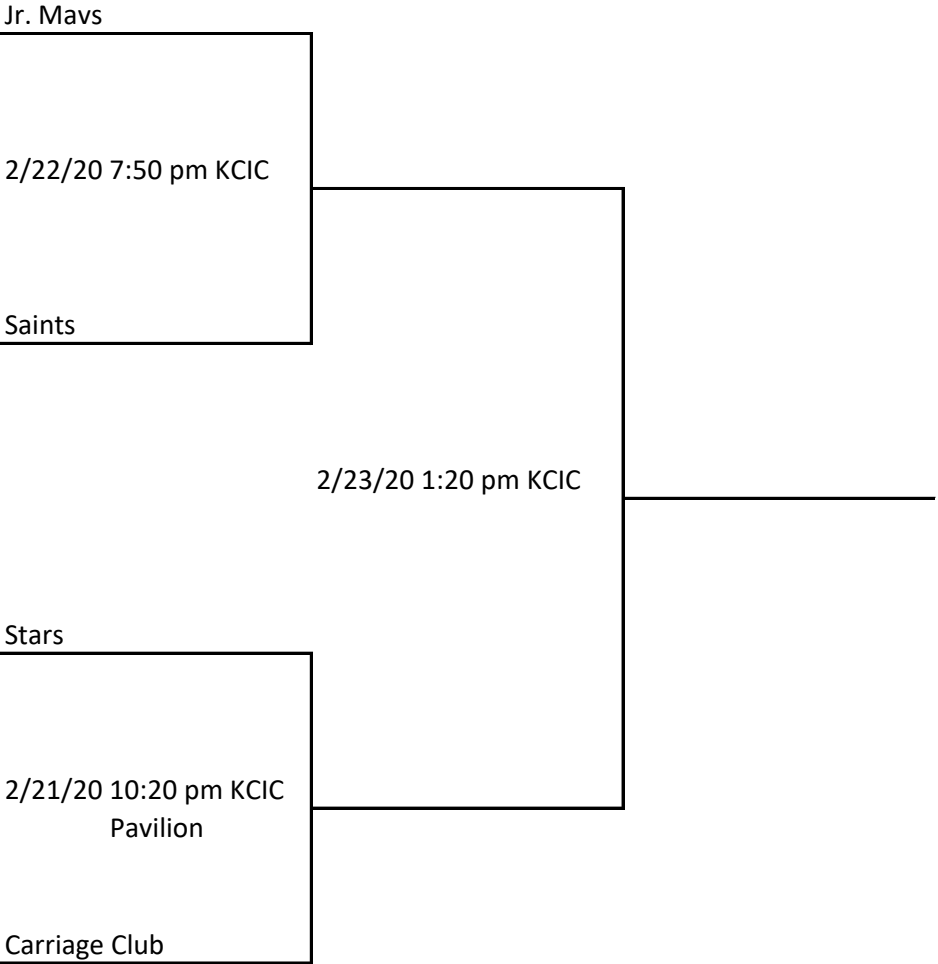 Jr. Mavs
2/22/20 7:50 pm KCIC
Saints
2/23/20 1:20 pm KCIC
Stars
2/21/20 10:20 pm KCIC
Pavilion
Carriage Club